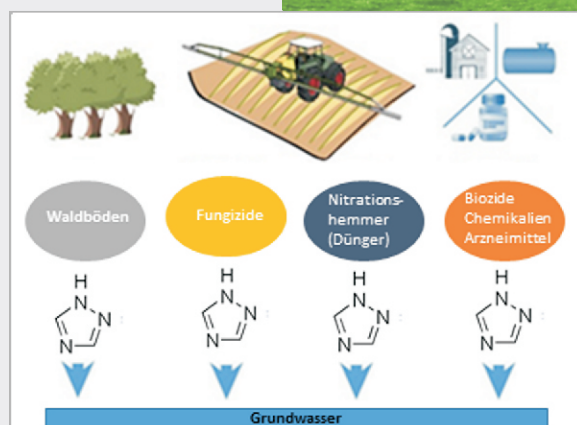 Waldböden
Fungizide
Nitrations-
hemmer
(Dünger)
Biozide
Chemikalien
Arzneimittel
H
N
N
N
H
N
N
N
H
N
N
N
H
N
N
N
Grundwasser